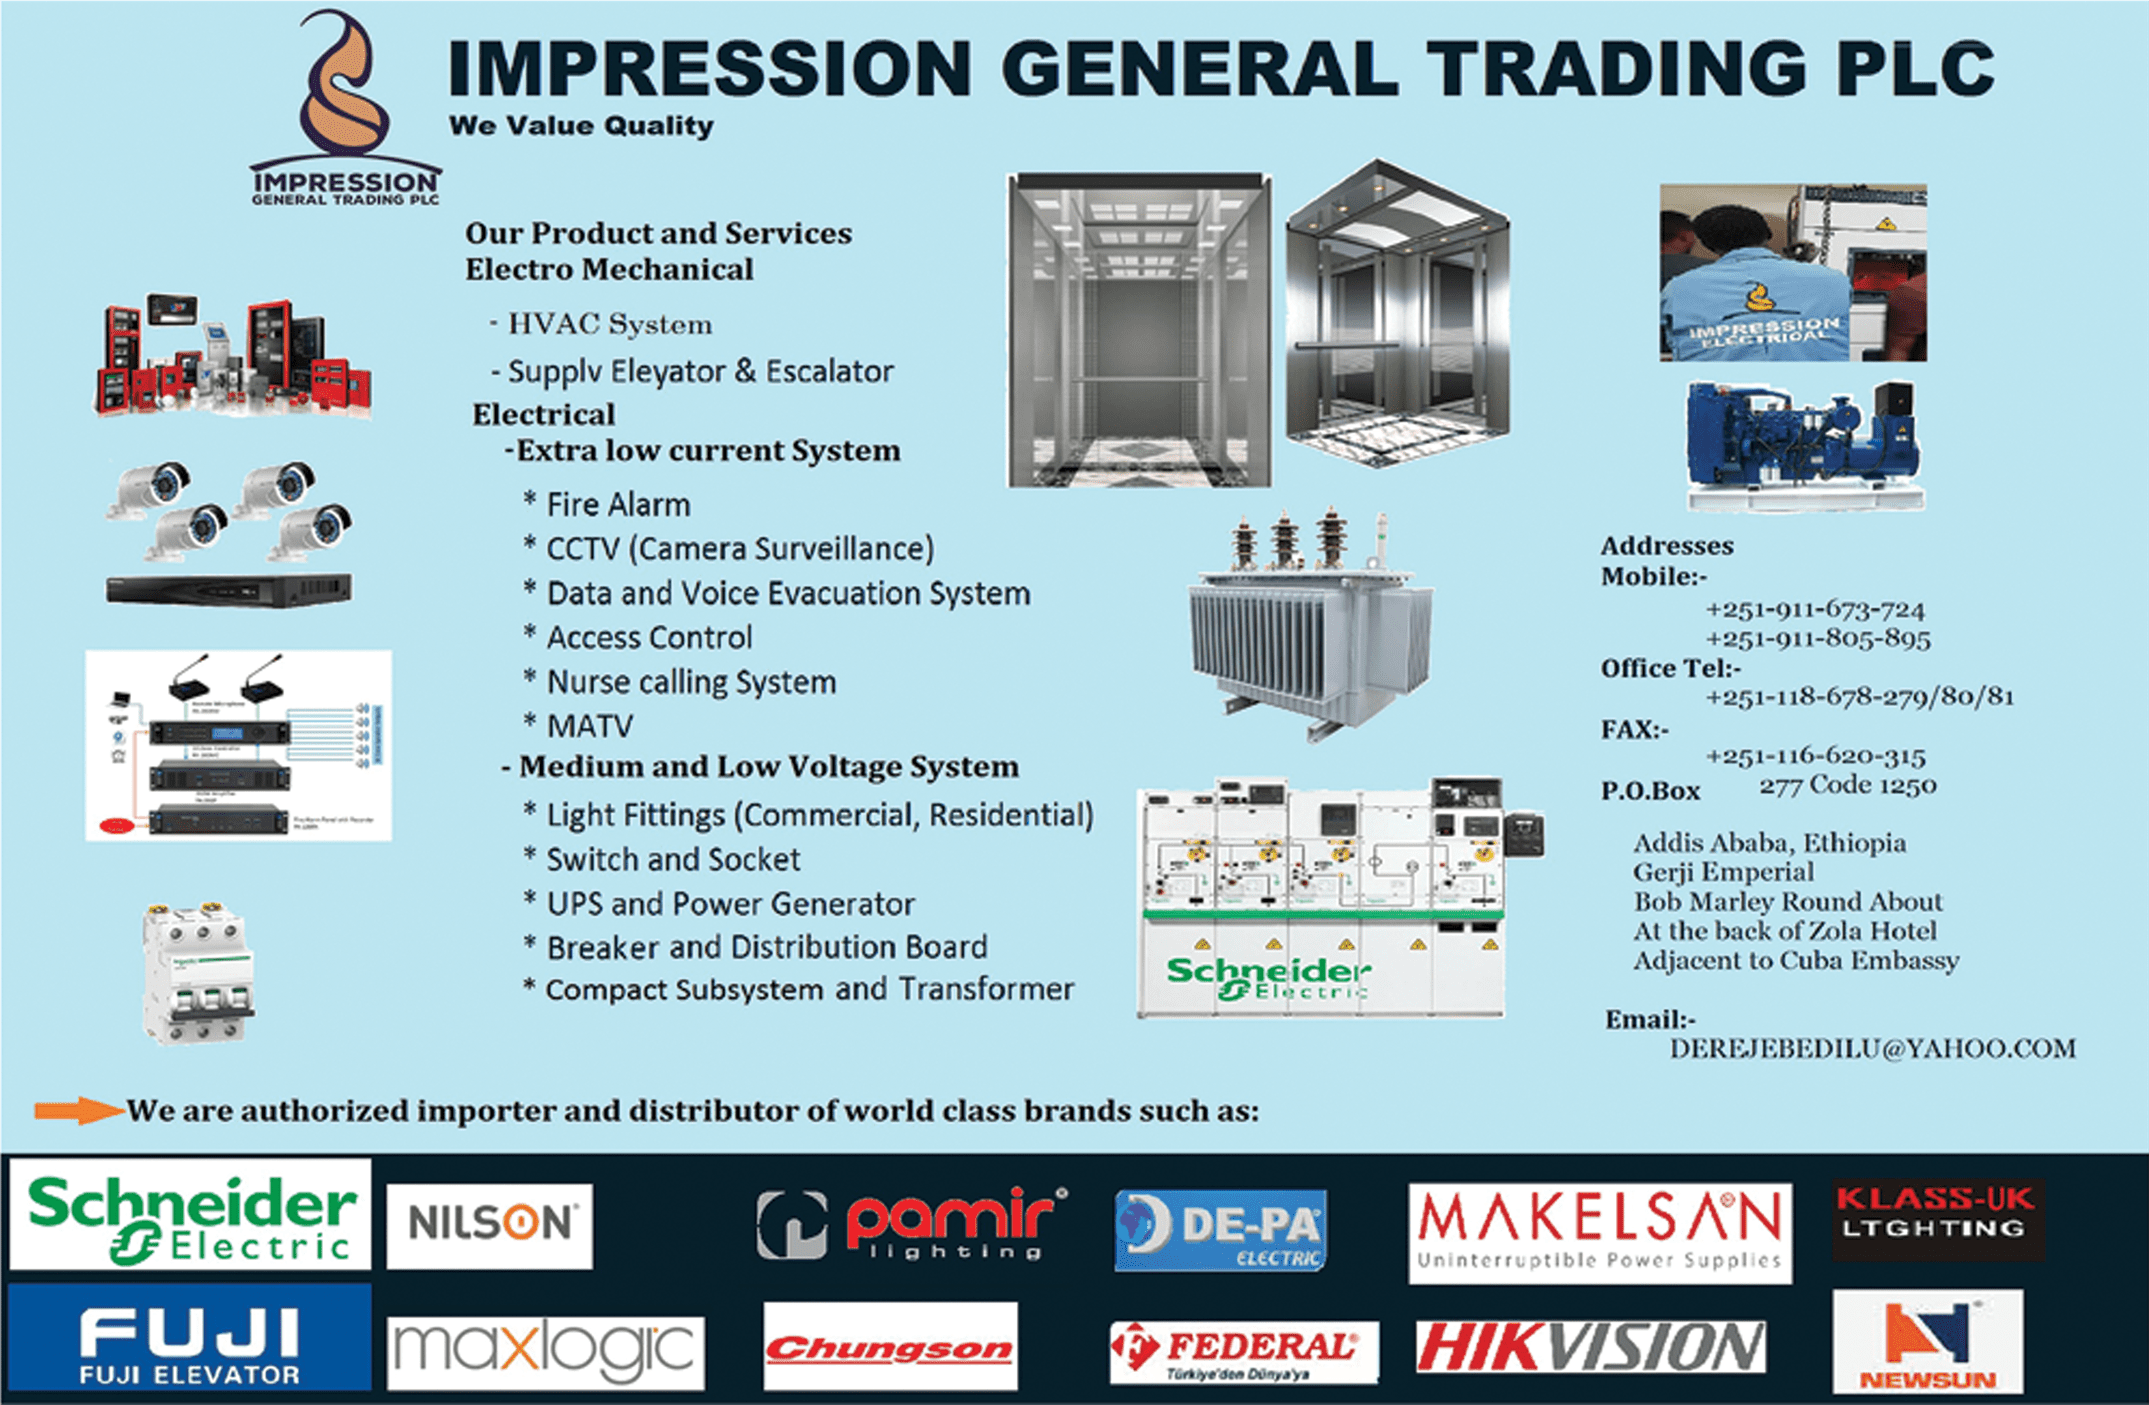 IMPRESSION GENERAL TRADING PLC
We Value Quality
IMPRESSION
GENERAL TRADING PLC
Our Product and Services
Electro Mechanical
- HVAC System
- Supplv Eleyator & Escalator
Electrical
-Extra low current System
* Fire Alarm
* CCTV (Camera Surveillance)
* Data and Voice Evacuation System
* Access Control
* Nurse calling System
* MATV
- Medium and Low Voltage System
* Light Fittings (Commercial, Residential)
* Switch and Socket
* UPS and Power Generator
* Breaker and Distribution Board
* Compact Subsystem and Transformer
IMPRESSION
ELECTRICAL
Schneider
Electric
Addresses
Mobile:-
+251-911-673-724
+251-911-805-895
Office Tel:-
+251-118-678-279/80/81
FAX:-
+251-116-620-315
P.O.Box 277 Code 1250
Addis Ababa, Ethiopia
Gerji Emperial
Bob Marley Round About
At the back of Zola Hotel
Adjacent to Cuba Embassy
Email:-
DEREJEBEDILU@YAHOO.COM
We are authorized importer and distributor of world class brands such as:
Schneider
Electric
NILSON®
pamir®
lighting
DE-PA®
ELECTRIC
MAKELSAN
Uninterruptible Power Supplies
KLASS-UK
LTGHTING
FUJI
FUJI ELEVATOR
maxlogic
Chungson
FEDERAL®
Türkiye'den Dünya'ya
HIKVISION
NEWSUN